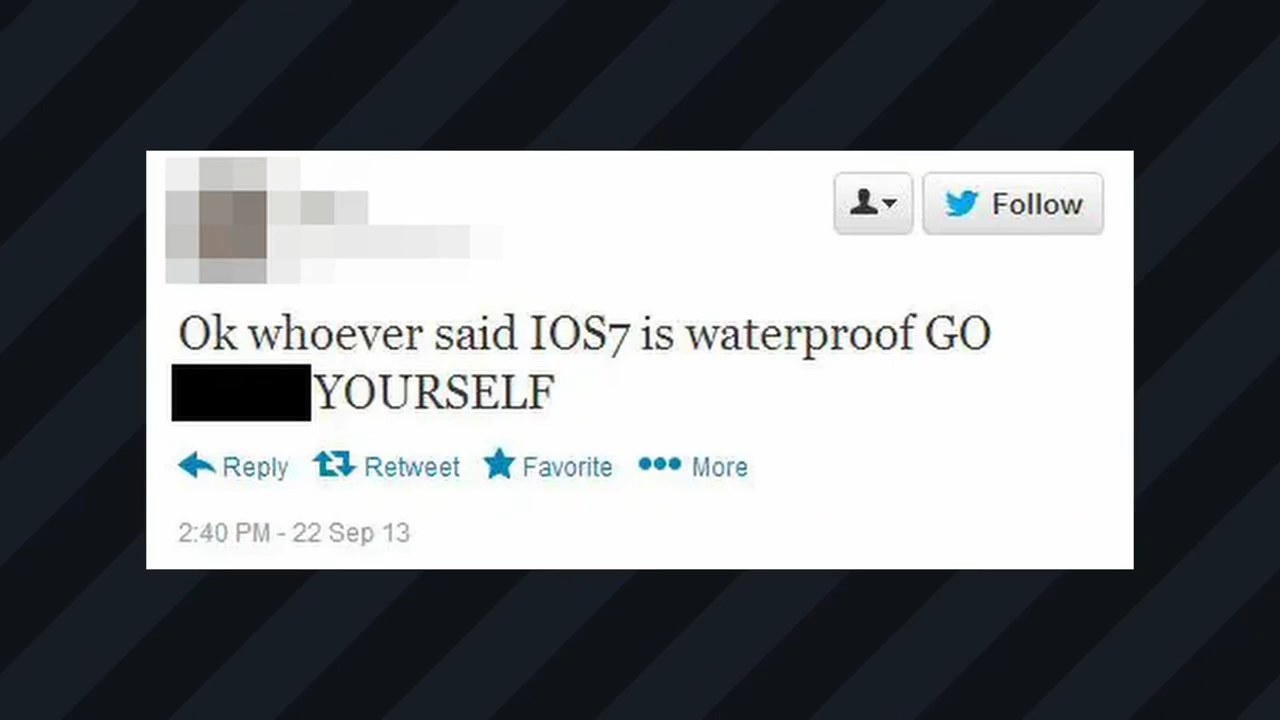 Follow
Ok whoever said IOS7 is waterproof GO
YOURSELF
Reply Retweet Favorite More
2:40 PM - 22 Sep 13